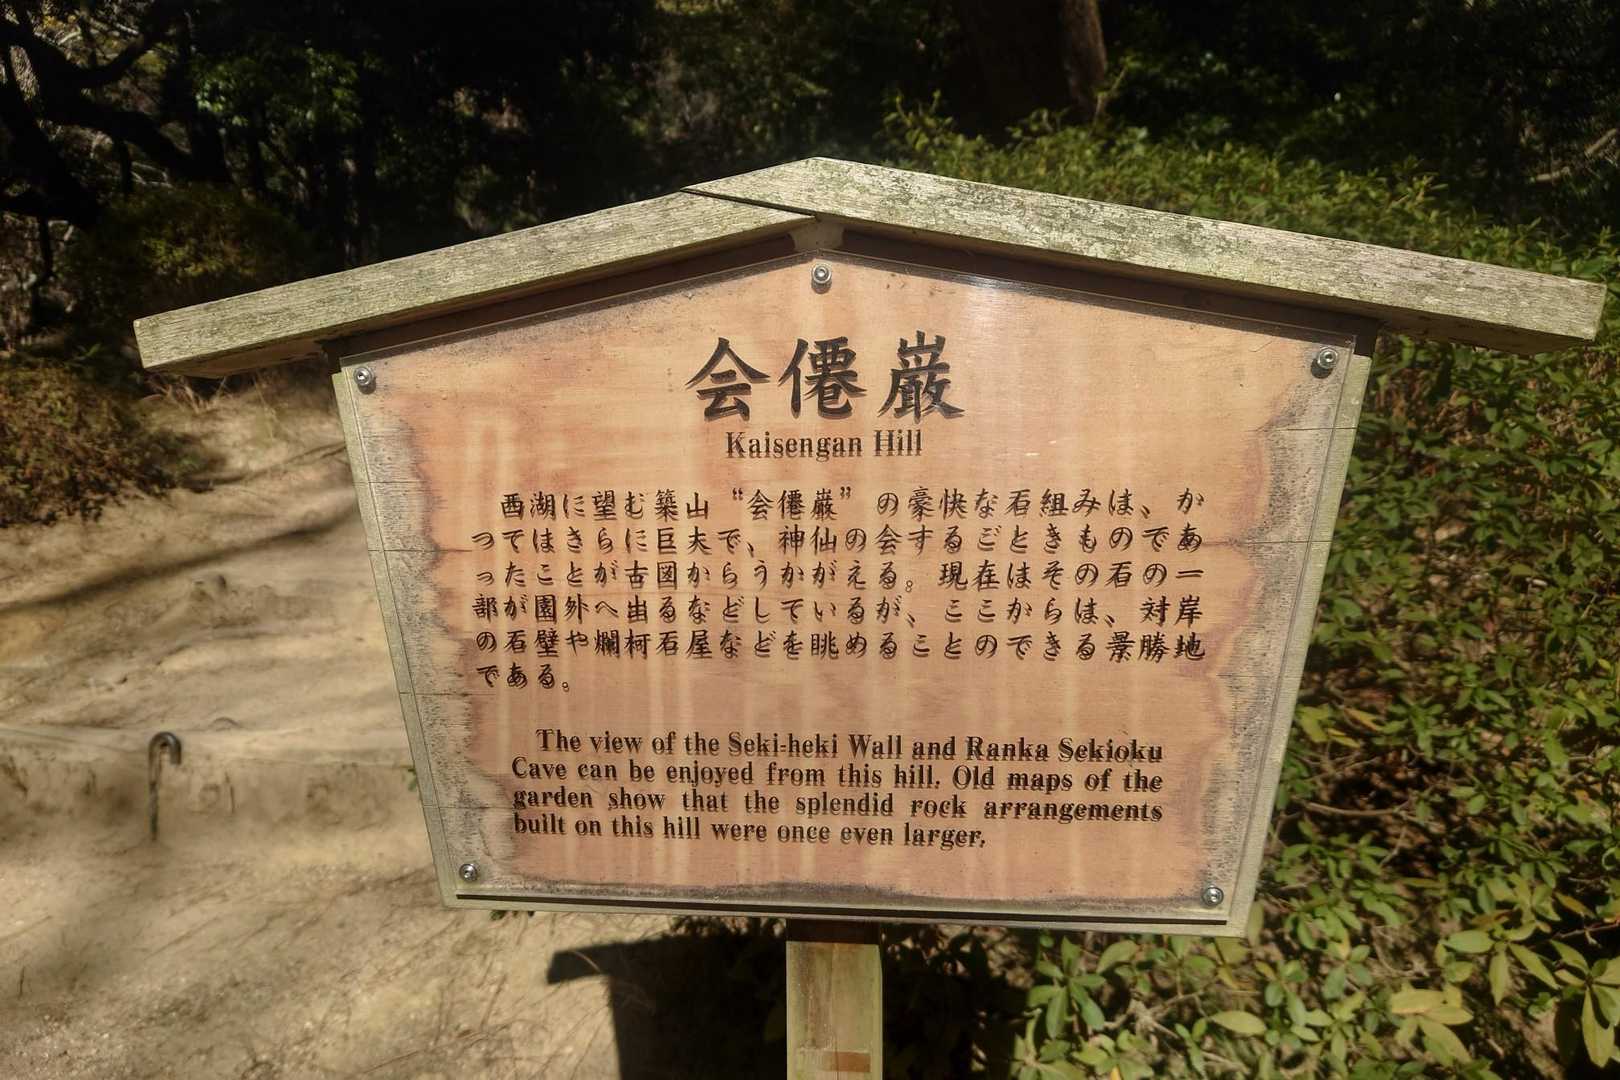 会僊巌
Kaisengan Hill
西湖に望む築山“会僊巌”の豪快な石組みは、か
つてはさらに巨大で、神仙の会するごときものであ
ったことが古図からうかがえる。現在はその石の一
部が園外へ出るなどしているが、ここからは、対岸
の石壁や爛柯石屋などを眺めることのできる景勝地
である。
The view of the Seki-heki Wall and Ranka Sekioku
Cave can be enjoyed from this hill. Old maps of the
garden show that the splendid rock arrangements
built on this hill were once even larger.